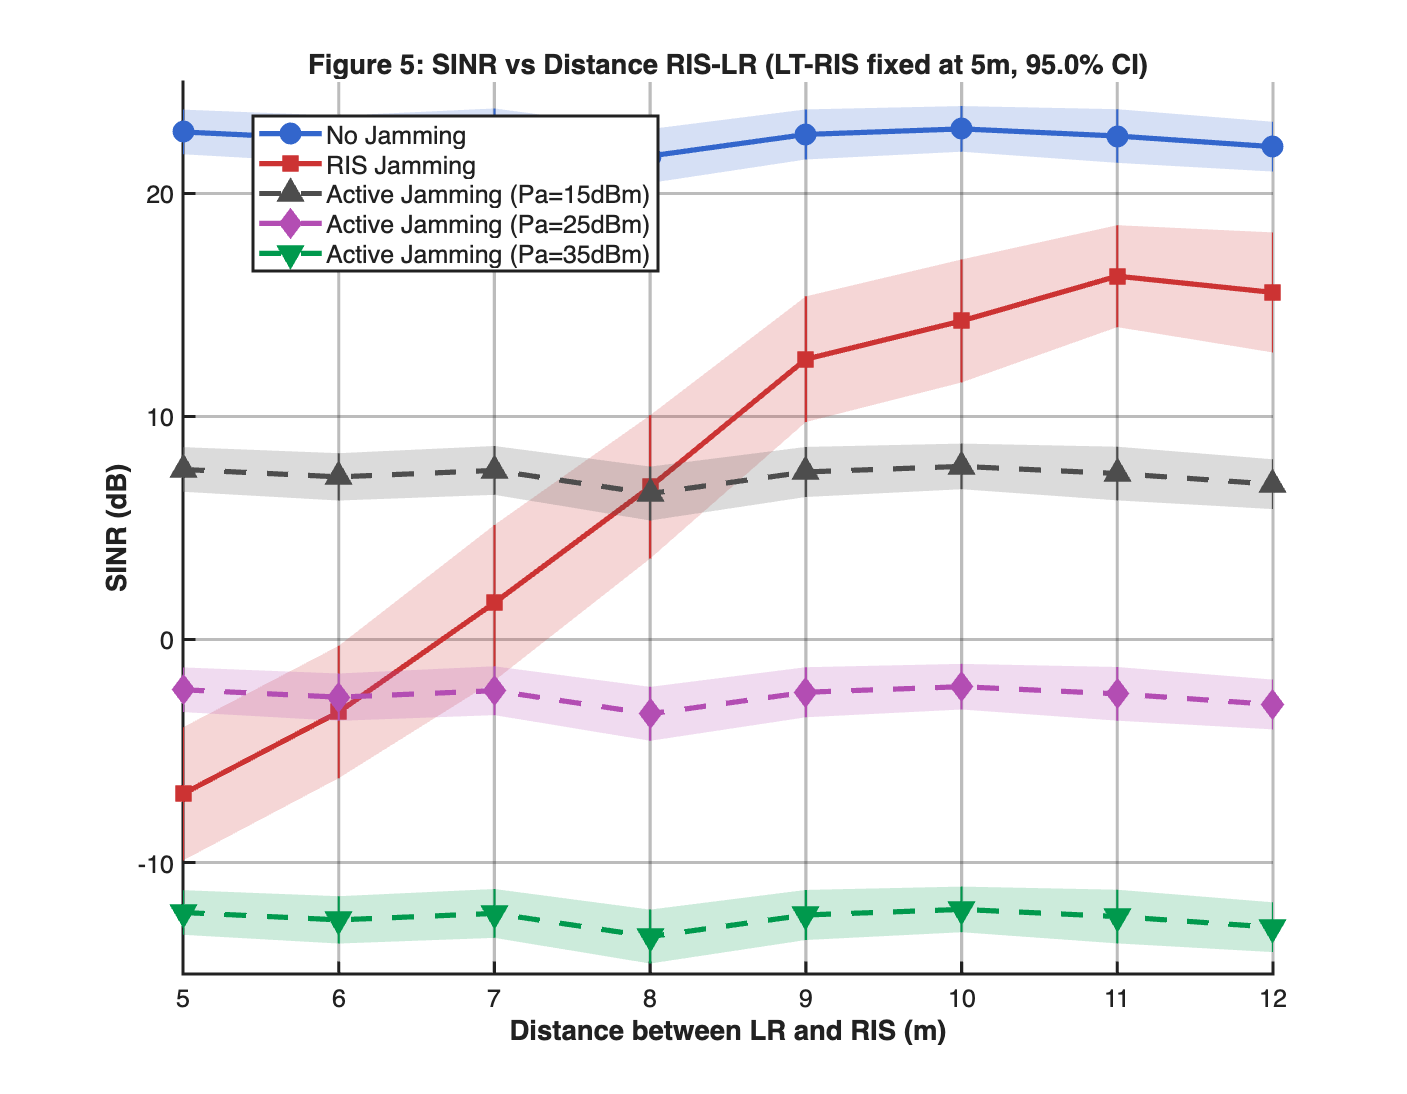 Figure 5: SINR vs Distance RIS-LR (LT-RIS fixed at 5m, 95.0% CI)
No Jamming
RIS Jamming
Active Jamming (Pa=15dBm)
Active Jamming (Pa=25dBm)
Active Jamming (Pa=35dBm)
20
10
0
-10
SINR (dB)
5 6 7 8 9 10 11 12
Distance between LR and RIS (m)